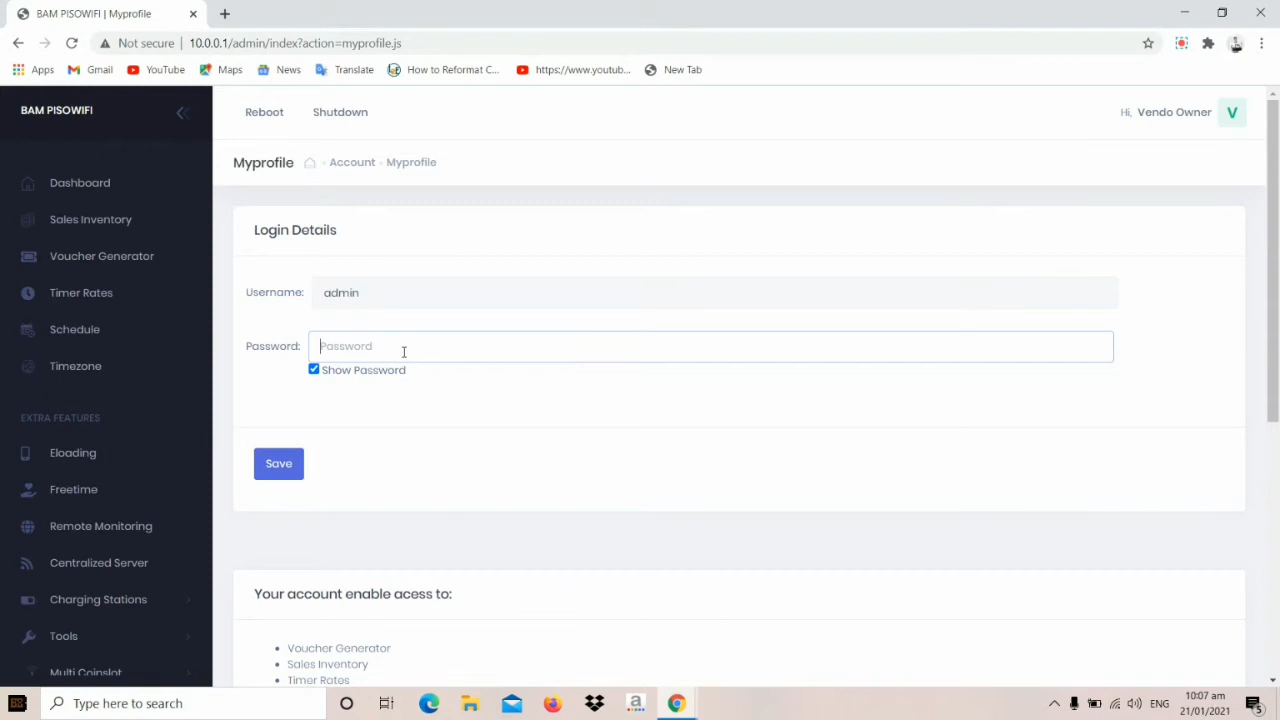 BAM PISOWIFI | Myprofile
Not secure | 10.0.0.1/admin/index?action=myprofile.js
Apps Gmail YouTube Maps News Translate How to Reformat C... https://www.youtub... New Tab
BAM PISOWIFI
Reboot Shutdown
Hi, Vendo Owner V
Myprofile Account Myprofile
Dashboard
Sales Inventory
Voucher Generator
Timer Rates
Schedule
Timezone
EXTRA FEATURES
Eloading
Freetime
Remote Monitoring
Centralized Server
Charging Stations
Tools
Multi Coinslot
Login Details
Username: admin
Password: Password
Show Password
Save
Your account enable acess to:
Voucher Generator
Sales Inventory
Timer Rates
Type here to search
ENG
10:07 am
21/01/2021
5